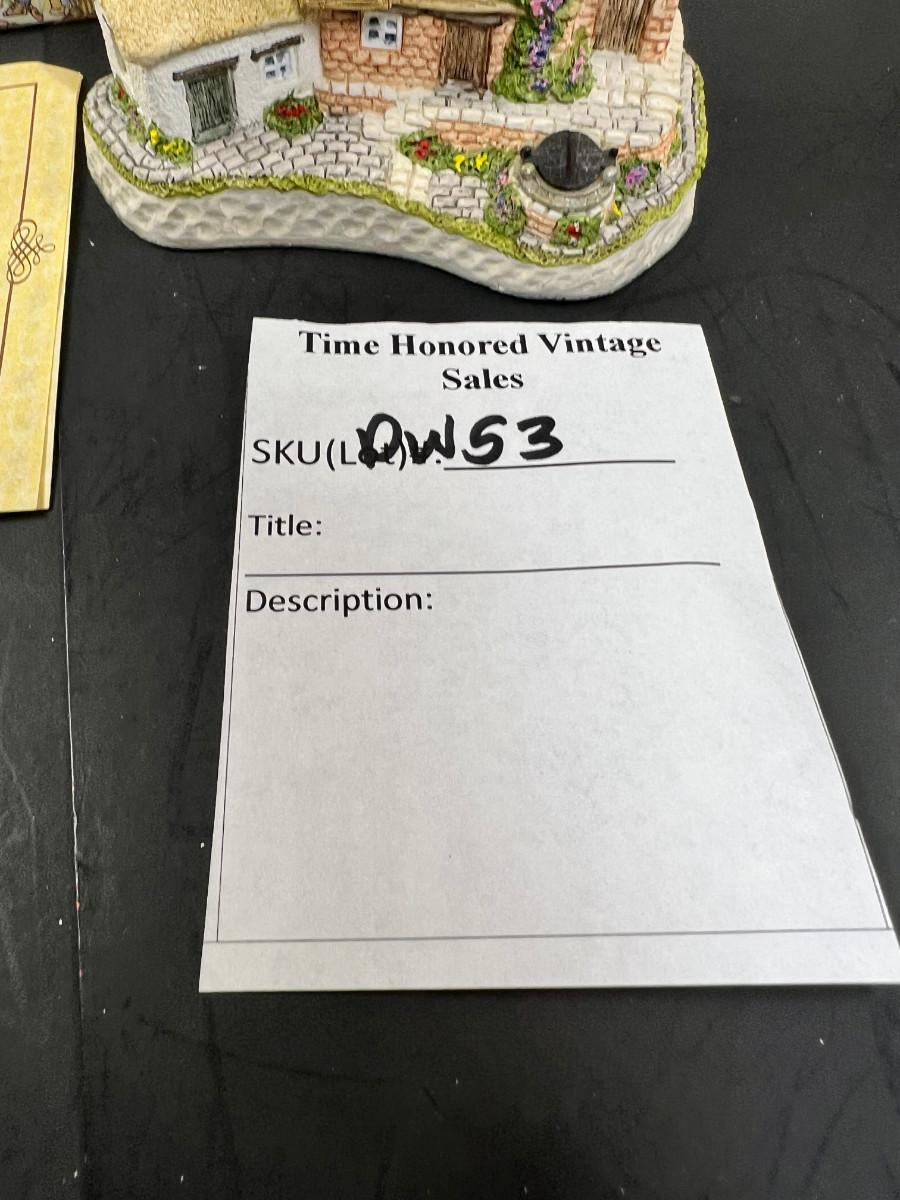 Time Honored Vintage
Sales
SKU(Lot)#: DW53
Title:
Description: